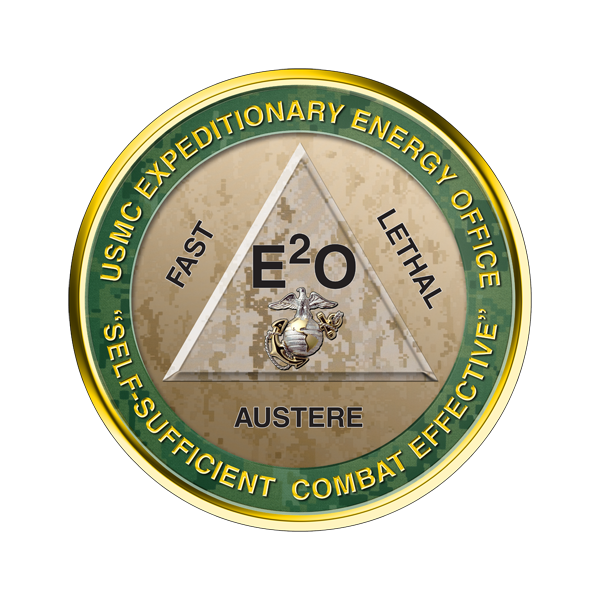 USMC EXPEDITIONARY ENERGY OFFICE
FAST
LETHAL
E²O
AUSTERE
"SELF-SUFFICIENT COMBAT EFFECTIVE"